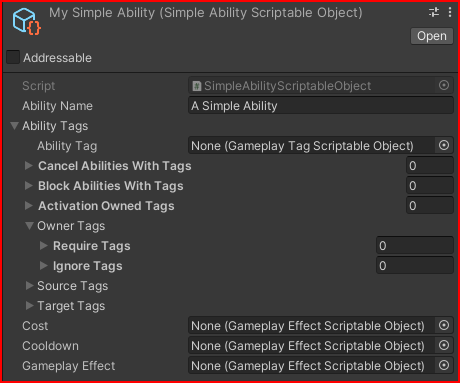 My Simple Ability (Simple Ability Scriptable Object)
Open
Addressable
Script SimpleAbilityScriptableObject
Ability Name A Simple Ability
Ability Tags
Ability Tag None (Gameplay Tag Scriptable Object)
Cancel Abilities With Tags 0
Block Abilities With Tags 0
Activation Owned Tags 0
Owner Tags
Require Tags 0
Ignore Tags 0
Source Tags
Target Tags
Cost None (Gameplay Effect Scriptable Object)
Cooldown None (Gameplay Effect Scriptable Object)
Gameplay Effect None (Gameplay Effect Scriptable Object)